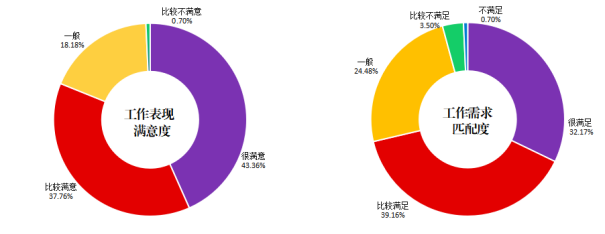 比较不满意
0.70%
一般
18.18%
工作表现
满意度
很满意
43.36%
比较满意
37.76%
比较不满足
3.50%
不满足
0.70%
一般
24.48%
工作需求
匹配度
很满足
32.17%
比较满足
39.16%